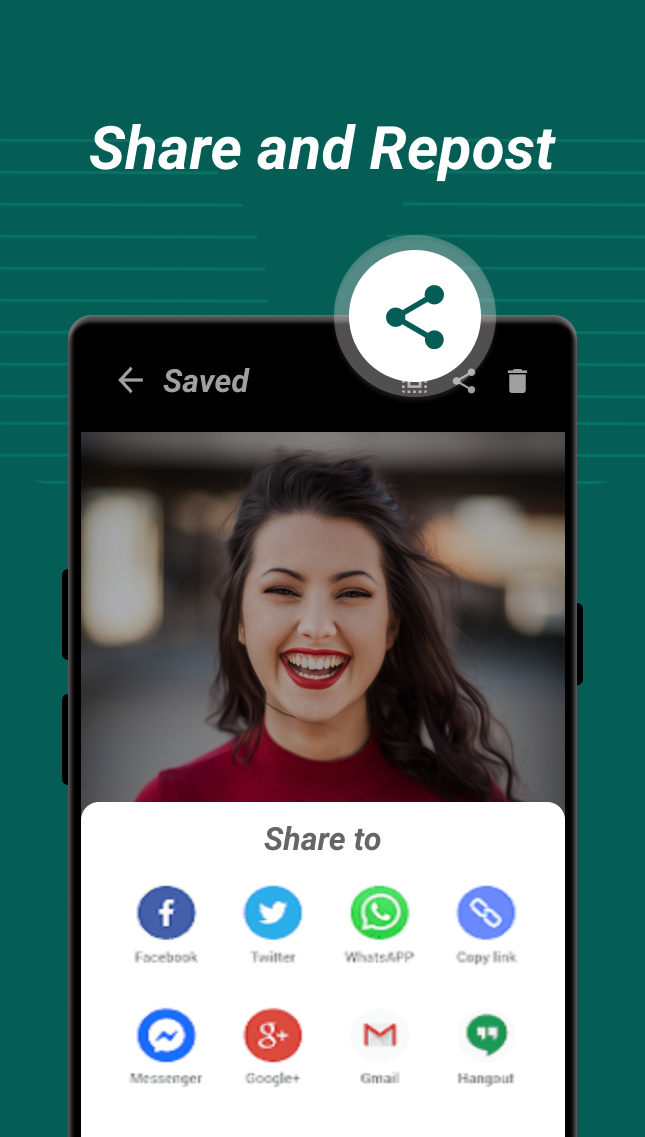 Share and Repost
Saved
Share to
Facebook Twitter WhatsAPP Copy link
Messenger Google+ Gmail Hangout